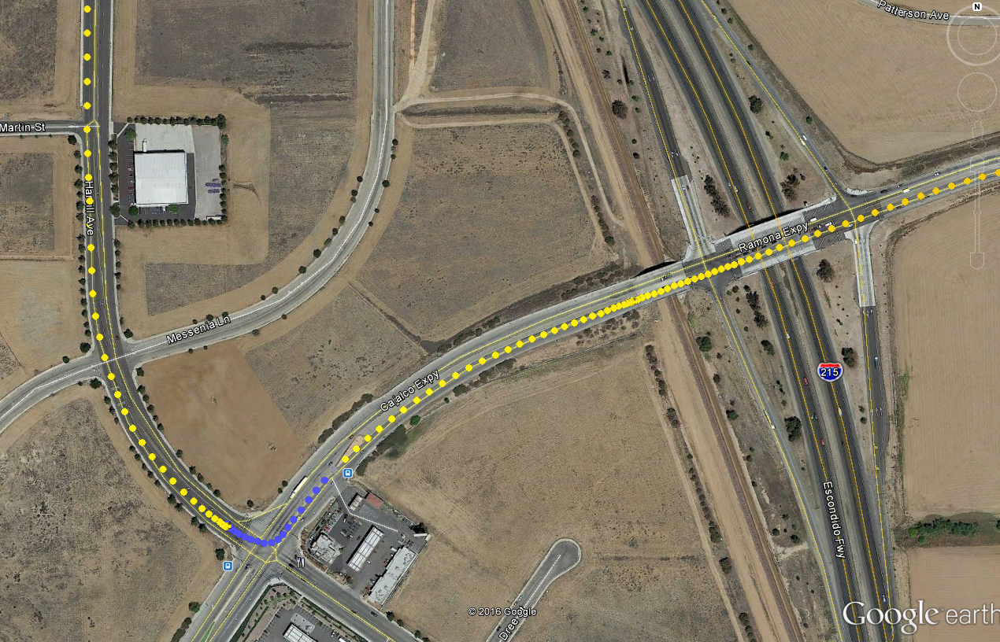 N
Patterson Ave
Martin St
Harvill Ave
Ramona Expy
Messenia Ln
215
Cajalco Expy
Escondido Fwy
© 2016 Google
Google earth